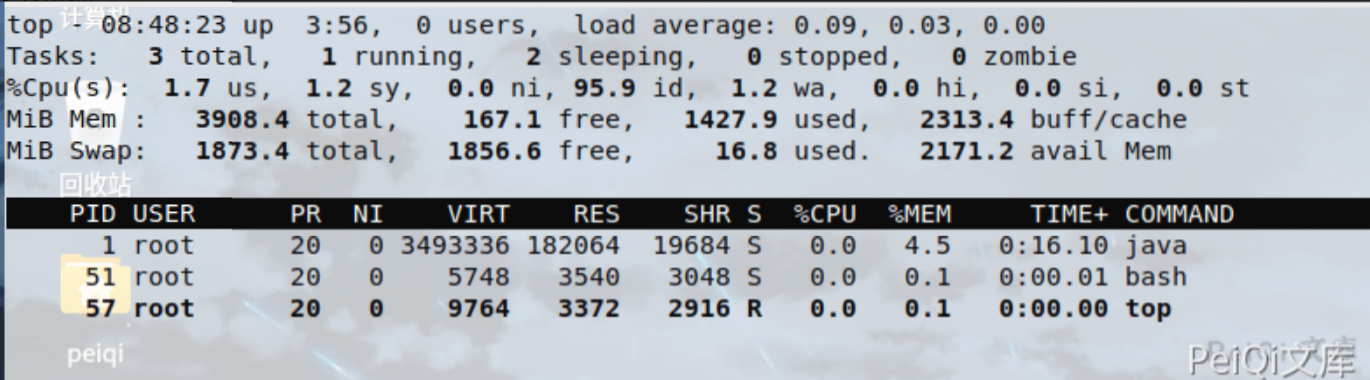 计算机
top - 08:48:23 up  3:56,  0 users,  load average: 0.09, 0.03, 0.00
Tasks:   3 total,   1 running,   2 sleeping,   0 stopped,   0 zombie
%Cpu(s):  1.7 us,  1.2 sy,  0.0 ni, 95.9 id,  1.2 wa,  0.0 hi,  0.0 si,  0.0 st
MiB Mem :   3908.4 total,    167.1 free,   1427.9 used,   2313.4 buff/cache
MiB Swap:   1873.4 total,   1856.6 free,     16.8 used.   2171.2 avail Mem
回收站
PID USER      PR  NI    VIRT    RES    SHR S  %CPU  %MEM     TIME+ COMMAND
1 root      20   0 3493336 182064  19684 S   0.0   4.5   0:16.10 java
51 root      20   0    5748   3540   3048 S   0.0   0.1   0:00.01 bash
57 root      20   0    9764   3372   2916 R   0.0   0.1   0:00.00 top
peiqi
PeiQi文库